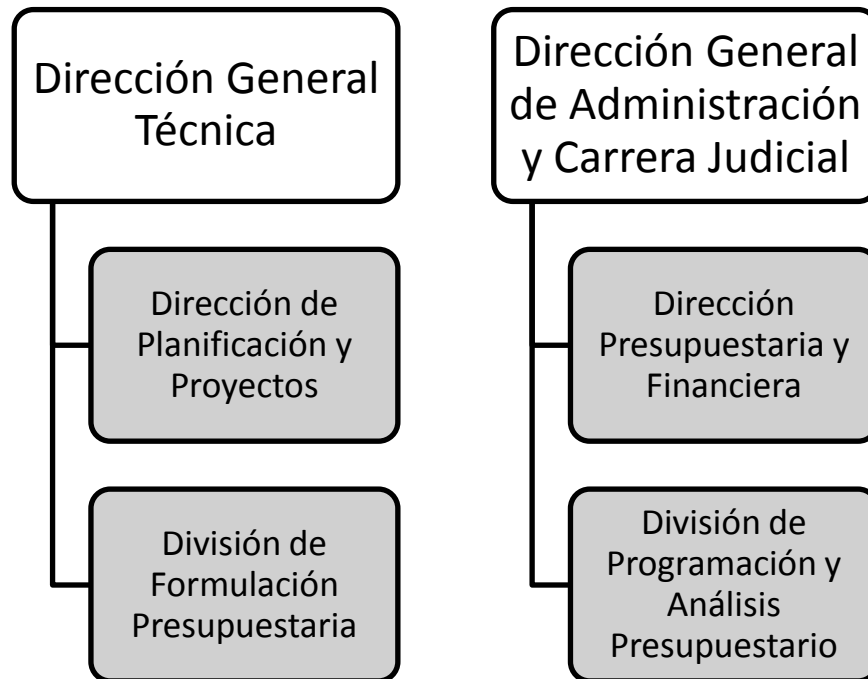 Dirección General
Técnica
Dirección de
Planificación y
Proyectos
División de
Formulación
Presupuestaria
Dirección General
de Administración
y Carrera Judicial
Dirección
Presupuestaria y
Financiera
División de
Programación y
Análisis
Presupuestario